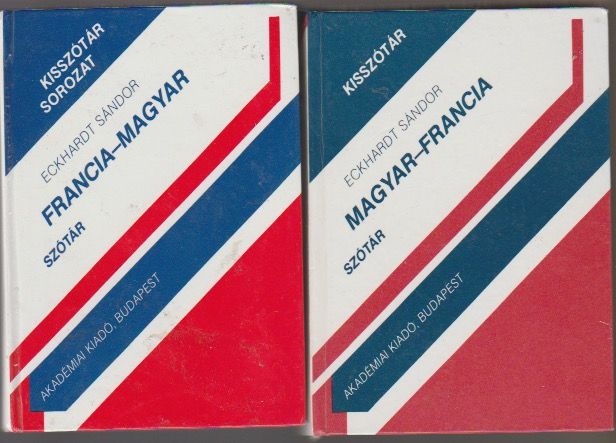 KISSZÓTÁR
SOROZAT
ECKHARDT SÁNDOR
FRANCIA–MAGYAR
SZÓTÁR
AKADÉMIAI KIADÓ, BUDAPEST
KISSZÓTÁR
ECKHARDT SÁNDOR
MAGYAR–FRANCIA
SZÓTÁR
AKADÉMIAI KIADÓ, BUDAPEST